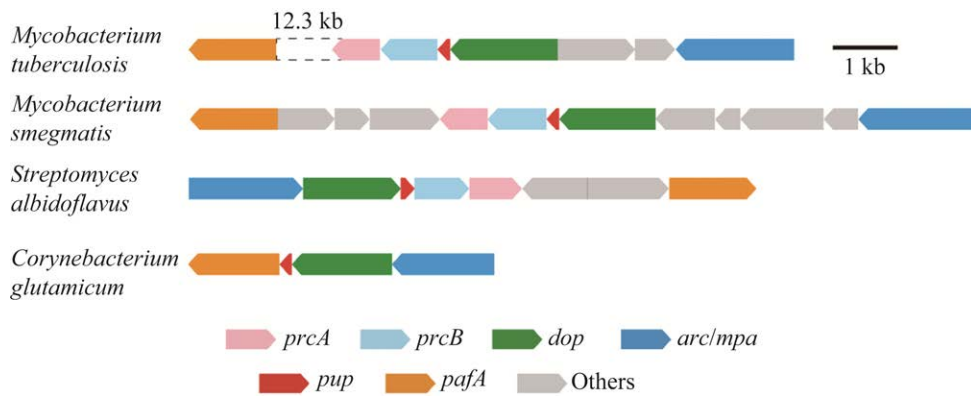 12.3 kb
Mycobacterium
tuberculosis
1 kb
Mycobacterium
smegmatis
Streptomyces
albidoflavus
Corynebacterium
glutamicum
prcA prcB dop arc/mpa
pup pafA Others